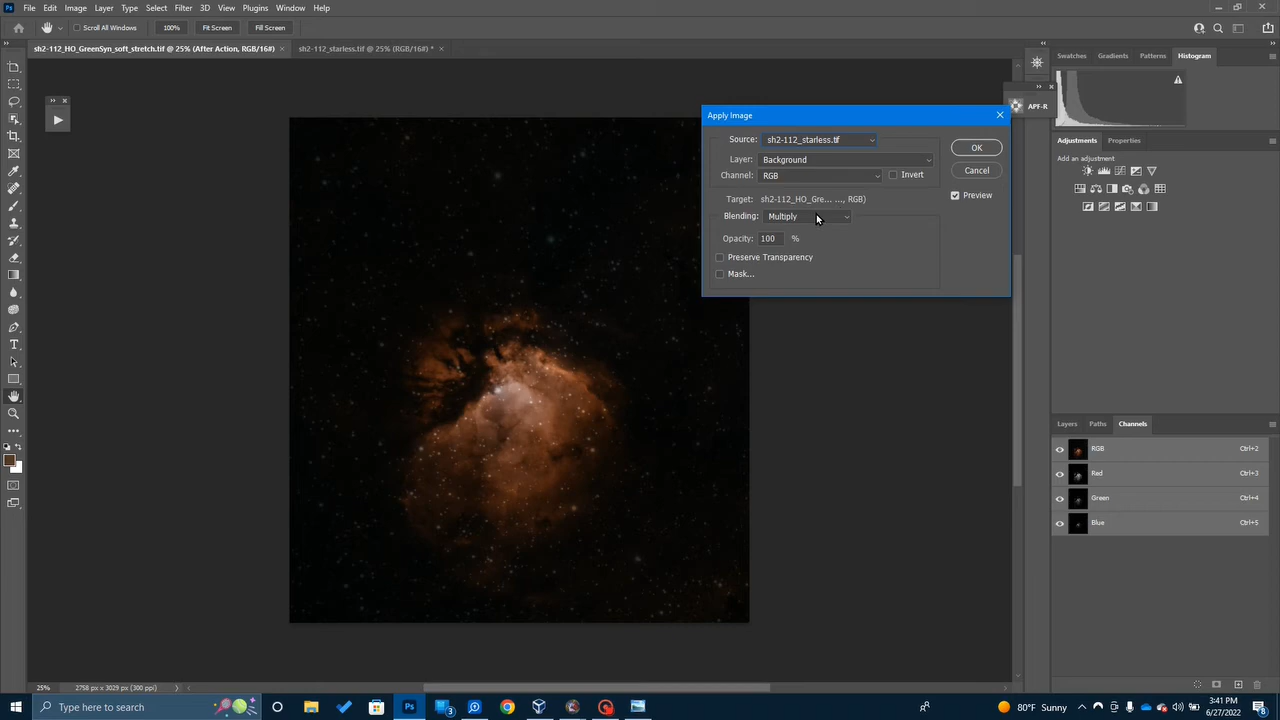 File Edit Image Layer Type Select Filter 3D View Plugins Window Help
Scroll All Windows 100% Fit Screen Fill Screen
sh2-112_HO_GreenSyn_soft_stretch.tif @ 25% (After Action, RGB/16#) × sh2-112_starless.tif @ 25% (RGB/16#) * ×
Swatches Gradients Patterns Histogram
APF-R
Apply Image
Source: sh2-112_starless.tif
OK
Layer: Background
Channel: RGB Invert
Cancel
Target: sh2-112_HO_Gre... ..., RGB)
Preview
Blending: Multiply
Opacity: 100 %
Preserve Transparency
Mask...
Adjustments Properties
Add an adjustment
Layers Paths Channels
RGB Ctrl+2
Red Ctrl+3
Green Ctrl+4
Blue Ctrl+5
25% 2758 px x 3029 px (300 ppi)
Type here to search
Ps
3
80°F Sunny
3:41 PM
6/27/2022
8